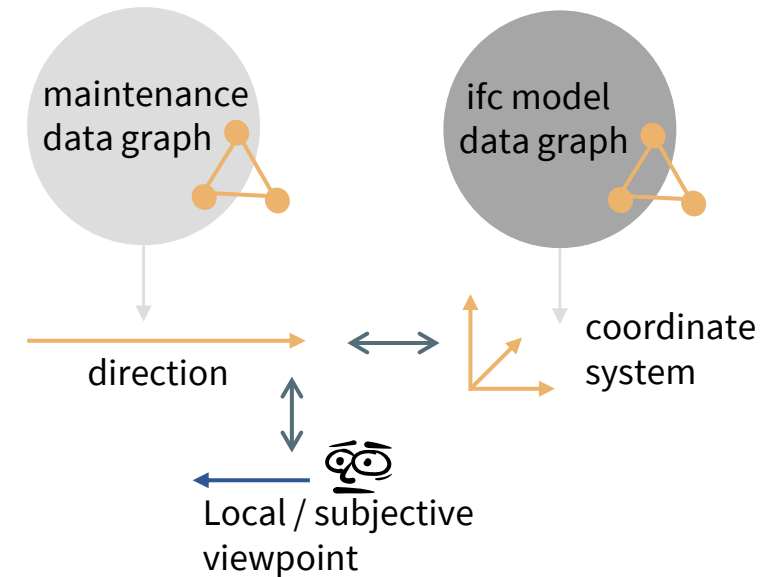 maintenance
data graph
ifc model
data graph
direction
coordinate
system
Local / subjective
viewpoint